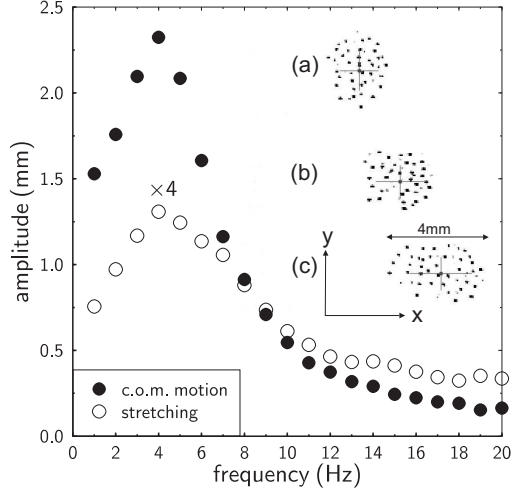 2.5
2.0
1.5
1.0
0.5
0.0
amplitude (mm)
(a)
(b)
(c)
4mm
y
x
×4
c.o.m. motion
stretching
0 2 4 6 8 10 12 14 16 18 20
frequency (Hz)